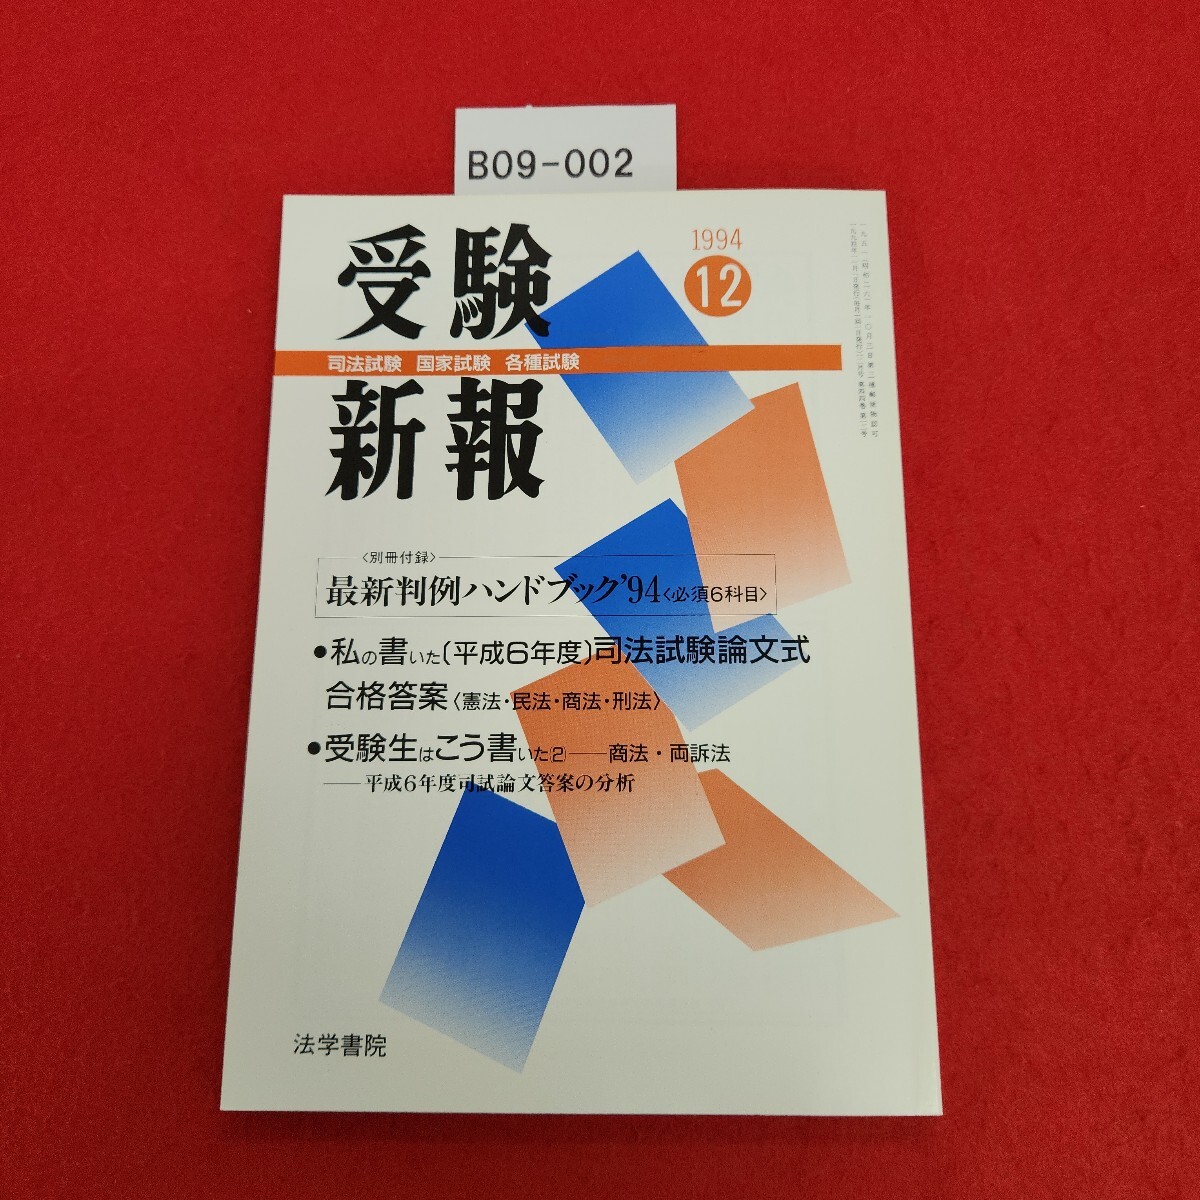 B09-002
1994
12
受験
司法試験 国家試験 各種試験
新報
〈別冊付録〉
最新判例ハンドブック'94〈必須6科目〉
●私の書いた〔平成6年度〕司法試験論文式
合格答案〈憲法・民法・商法・刑法〉
●受験生はこう書いた(2)――商法・両訴法
――平成6年度司試論文答案の分析
法学書院